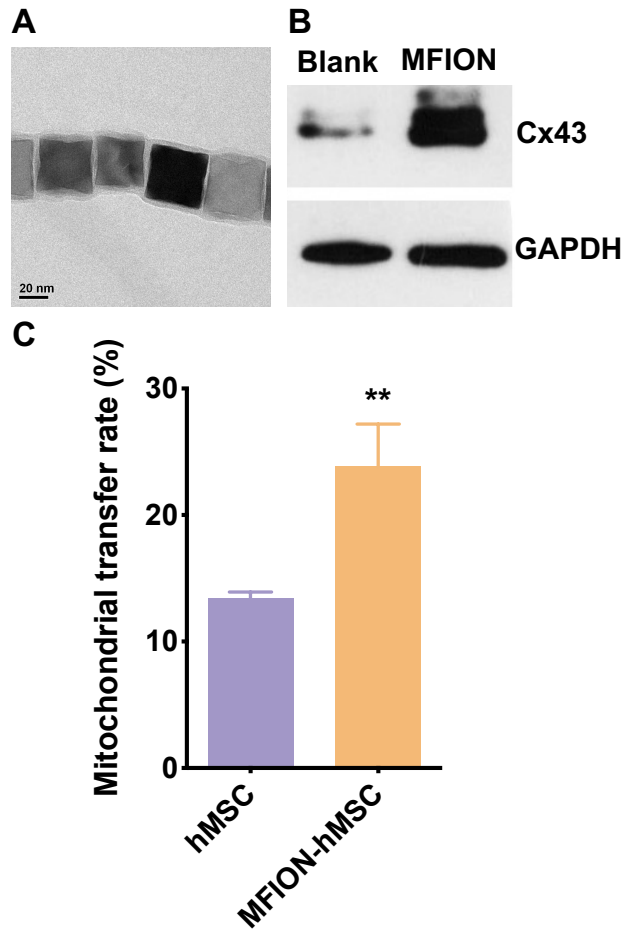 A
20 nm
B
Blank MFION
Cx43
GAPDH
C
Mitochondrial transfer rate (%)
30
20
10
0
**
hMSC
MFION-hMSC